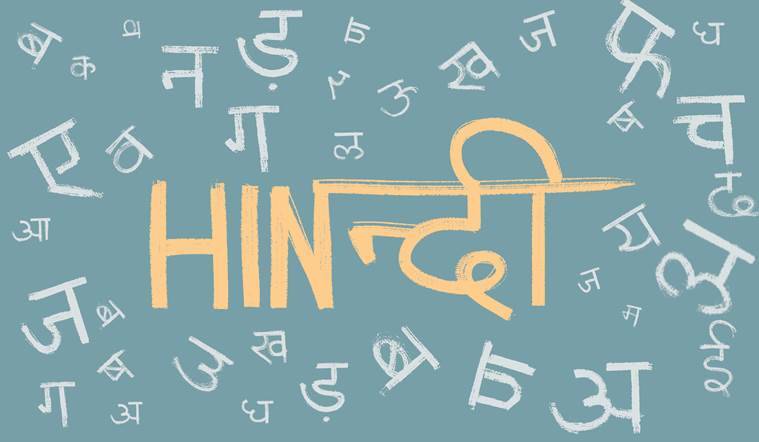 ड़
ज
फ
ध
क
न
ख
ग
च
ए
HINन्दी
आ
य
अ
ज
म
ज
ई
ख
ग
अ
ध
ड़
अ